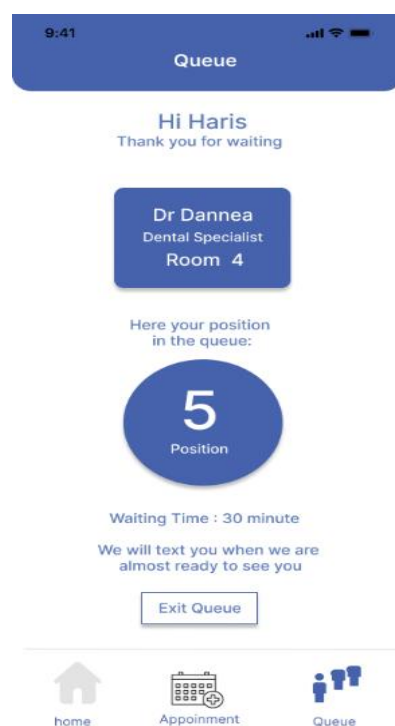 9:41
Queue
Hi Haris
Thank you for waiting
Dr Dannea
Dental Specialist
Room 4
Here your position
in the queue:
5
Position
Waiting Time : 30 minute
We will text you when we are
almost ready to see you
Exit Queue
home
Appoinment
Queue